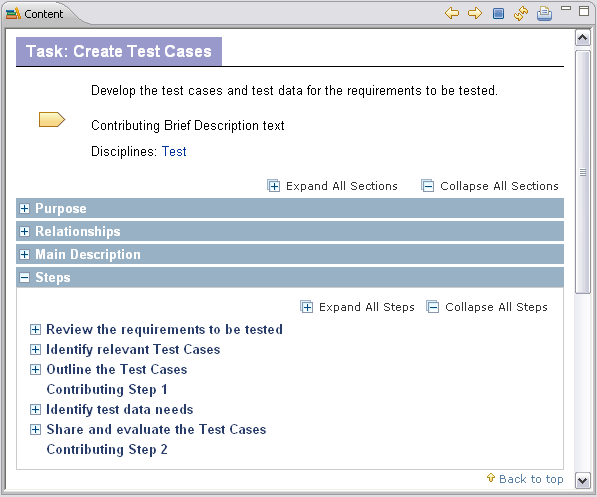 Content
Task: Create Test Cases
Develop the test cases and test data for the requirements to be tested.
Contributing Brief Description text
Disciplines: Test
Expand All Sections Collapse All Sections
Purpose
Relationships
Main Description
Steps
Expand All Steps Collapse All Steps
Review the requirements to be tested
Identify relevant Test Cases
Outline the Test Cases
Contributing Step 1
Identify test data needs
Share and evaluate the Test Cases
Contributing Step 2
Back to top